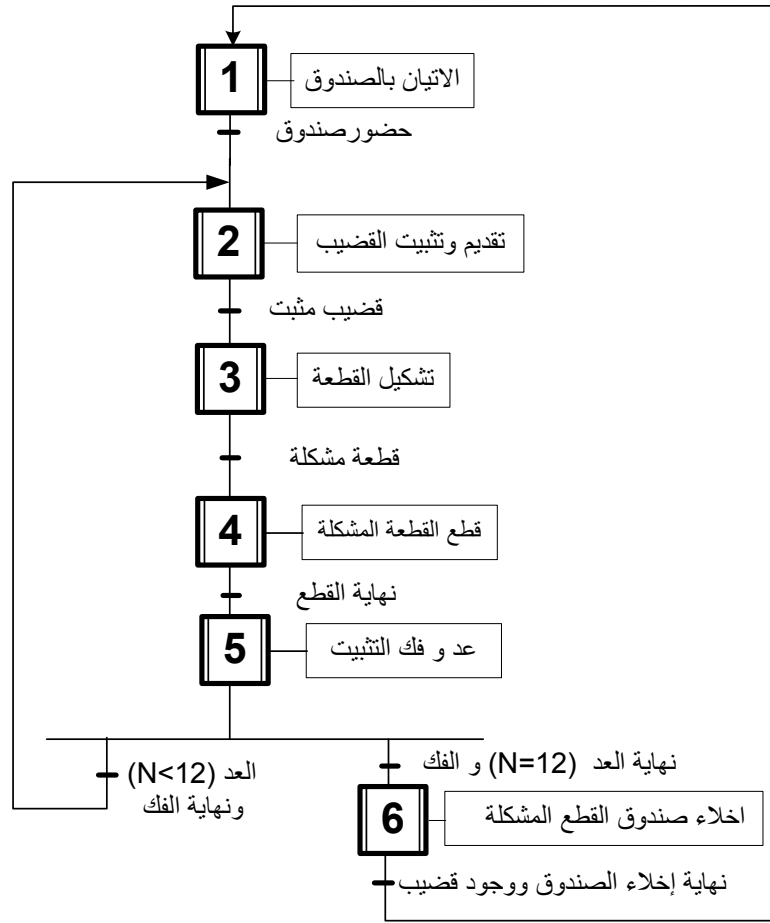 1
الاتيان بالصندوق
حضورصندوق
2
تقديم وتثبيت القضيب
قضيب مثبت
3
تشكيل القطعة
قطعة مشكلة
4
قطع القطعة المشكلة
نهاية القطع
5
عد و فك التثبيت
نهاية العد (N=12) و الفك
العد (N<12)
ونهاية الفك
6
اخلاء صندوق القطع المشكلة
نهاية إخلاء الصندوق ووجود قضيب